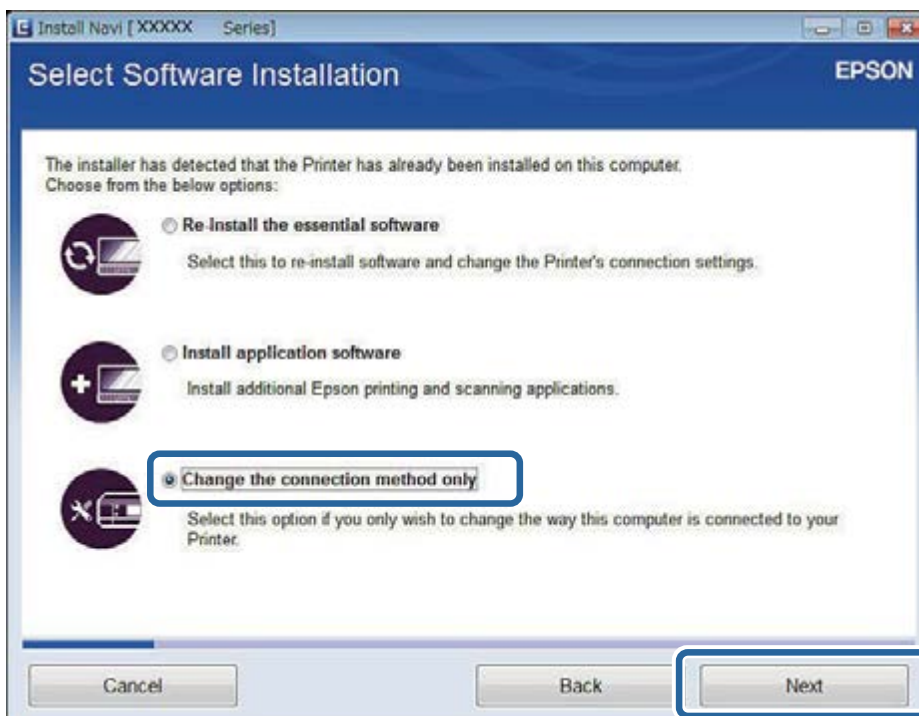 Install Navi [ XXXXX Series]
Select Software Installation
EPSON
The installer has detected that the Printer has already been installed on this computer.
Choose from the below options:
Re-install the essential software
Select this to re-install software and change the Printer's connection settings.
Install application software
Install additional Epson printing and scanning applications.
Change the connection method only
Select this option if you only wish to change the way this computer is connected to your
Printer.
Cancel
Back
Next